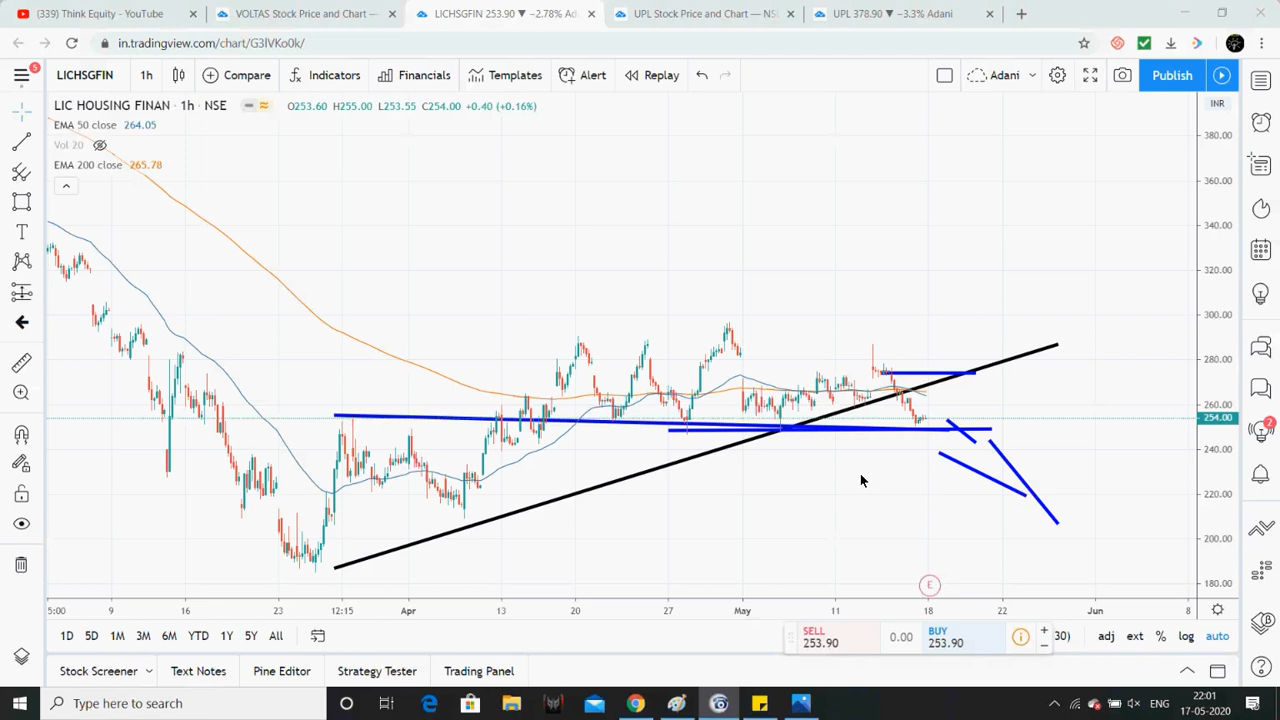 (339) Think Equity - YouTube
VOLTAS Stock Price and Chart —
LICHSGFIN 253.90 ▼ −2.78% Ad
UPL Stock Price and Chart — NS
UPL 378.90 ▼ −3.3% Adani
in.tradingview.com/chart/G3lVKo0k/
5 LICHSGFIN 1h Compare Indicators Financials Templates Alert Replay Adani Publish
LIC HOUSING FINAN · 1h · NSE O253.60 H255.00 L253.55 C254.00 +0.40 (+0.16%) INR
EMA 50 close 264.05
Vol 20
EMA 200 close 265.78
380.00
360.00
340.00
320.00
300.00
280.00
260.00
254.00
240.00
220.00
200.00
180.00
2
E
5:00 9 16 23 12:15 Apr 13 20 27 May 11 18 22 Jun 8
1D 5D 1M 3M 6M YTD 1Y 5Y All
SELL 253.90 0.00 BUY 253.90
30) adj ext % log auto
Stock Screener Text Notes Pine Editor Strategy Tester Trading Panel
Type here to search
ENG
22:01
17-05-2020